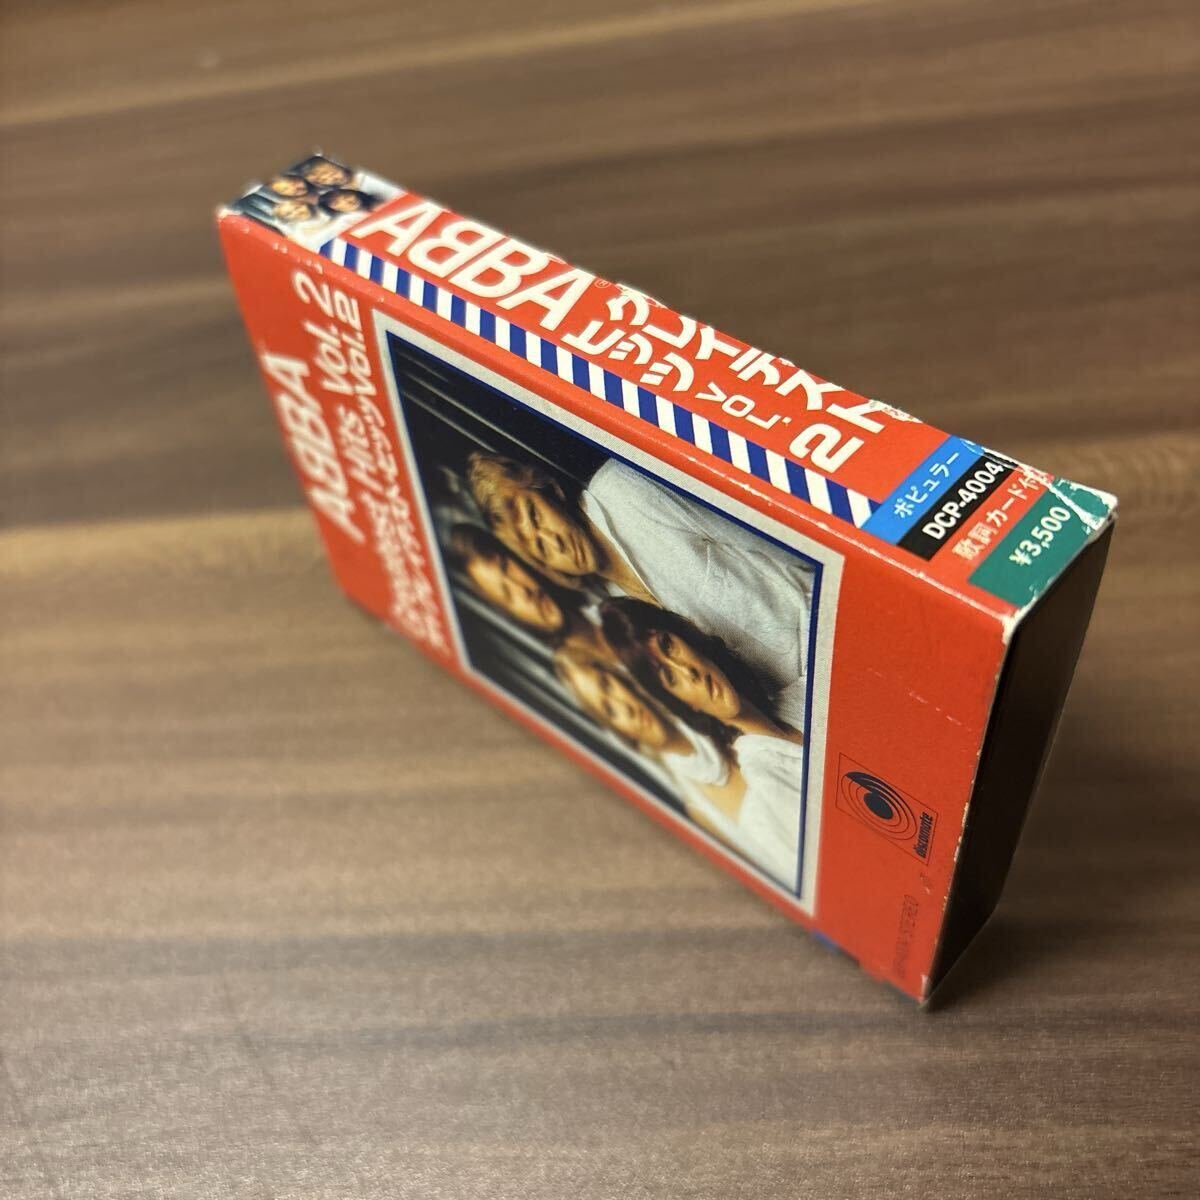 ABBA®
グレイテスト
ヒッツ VOL. 2
ポピュラー
DCP-4004
歌詞カード付
¥3,500
ABBA
Greatest Hits Vol. 2
グレイテスト・ヒッツ Vol. 2
discomate